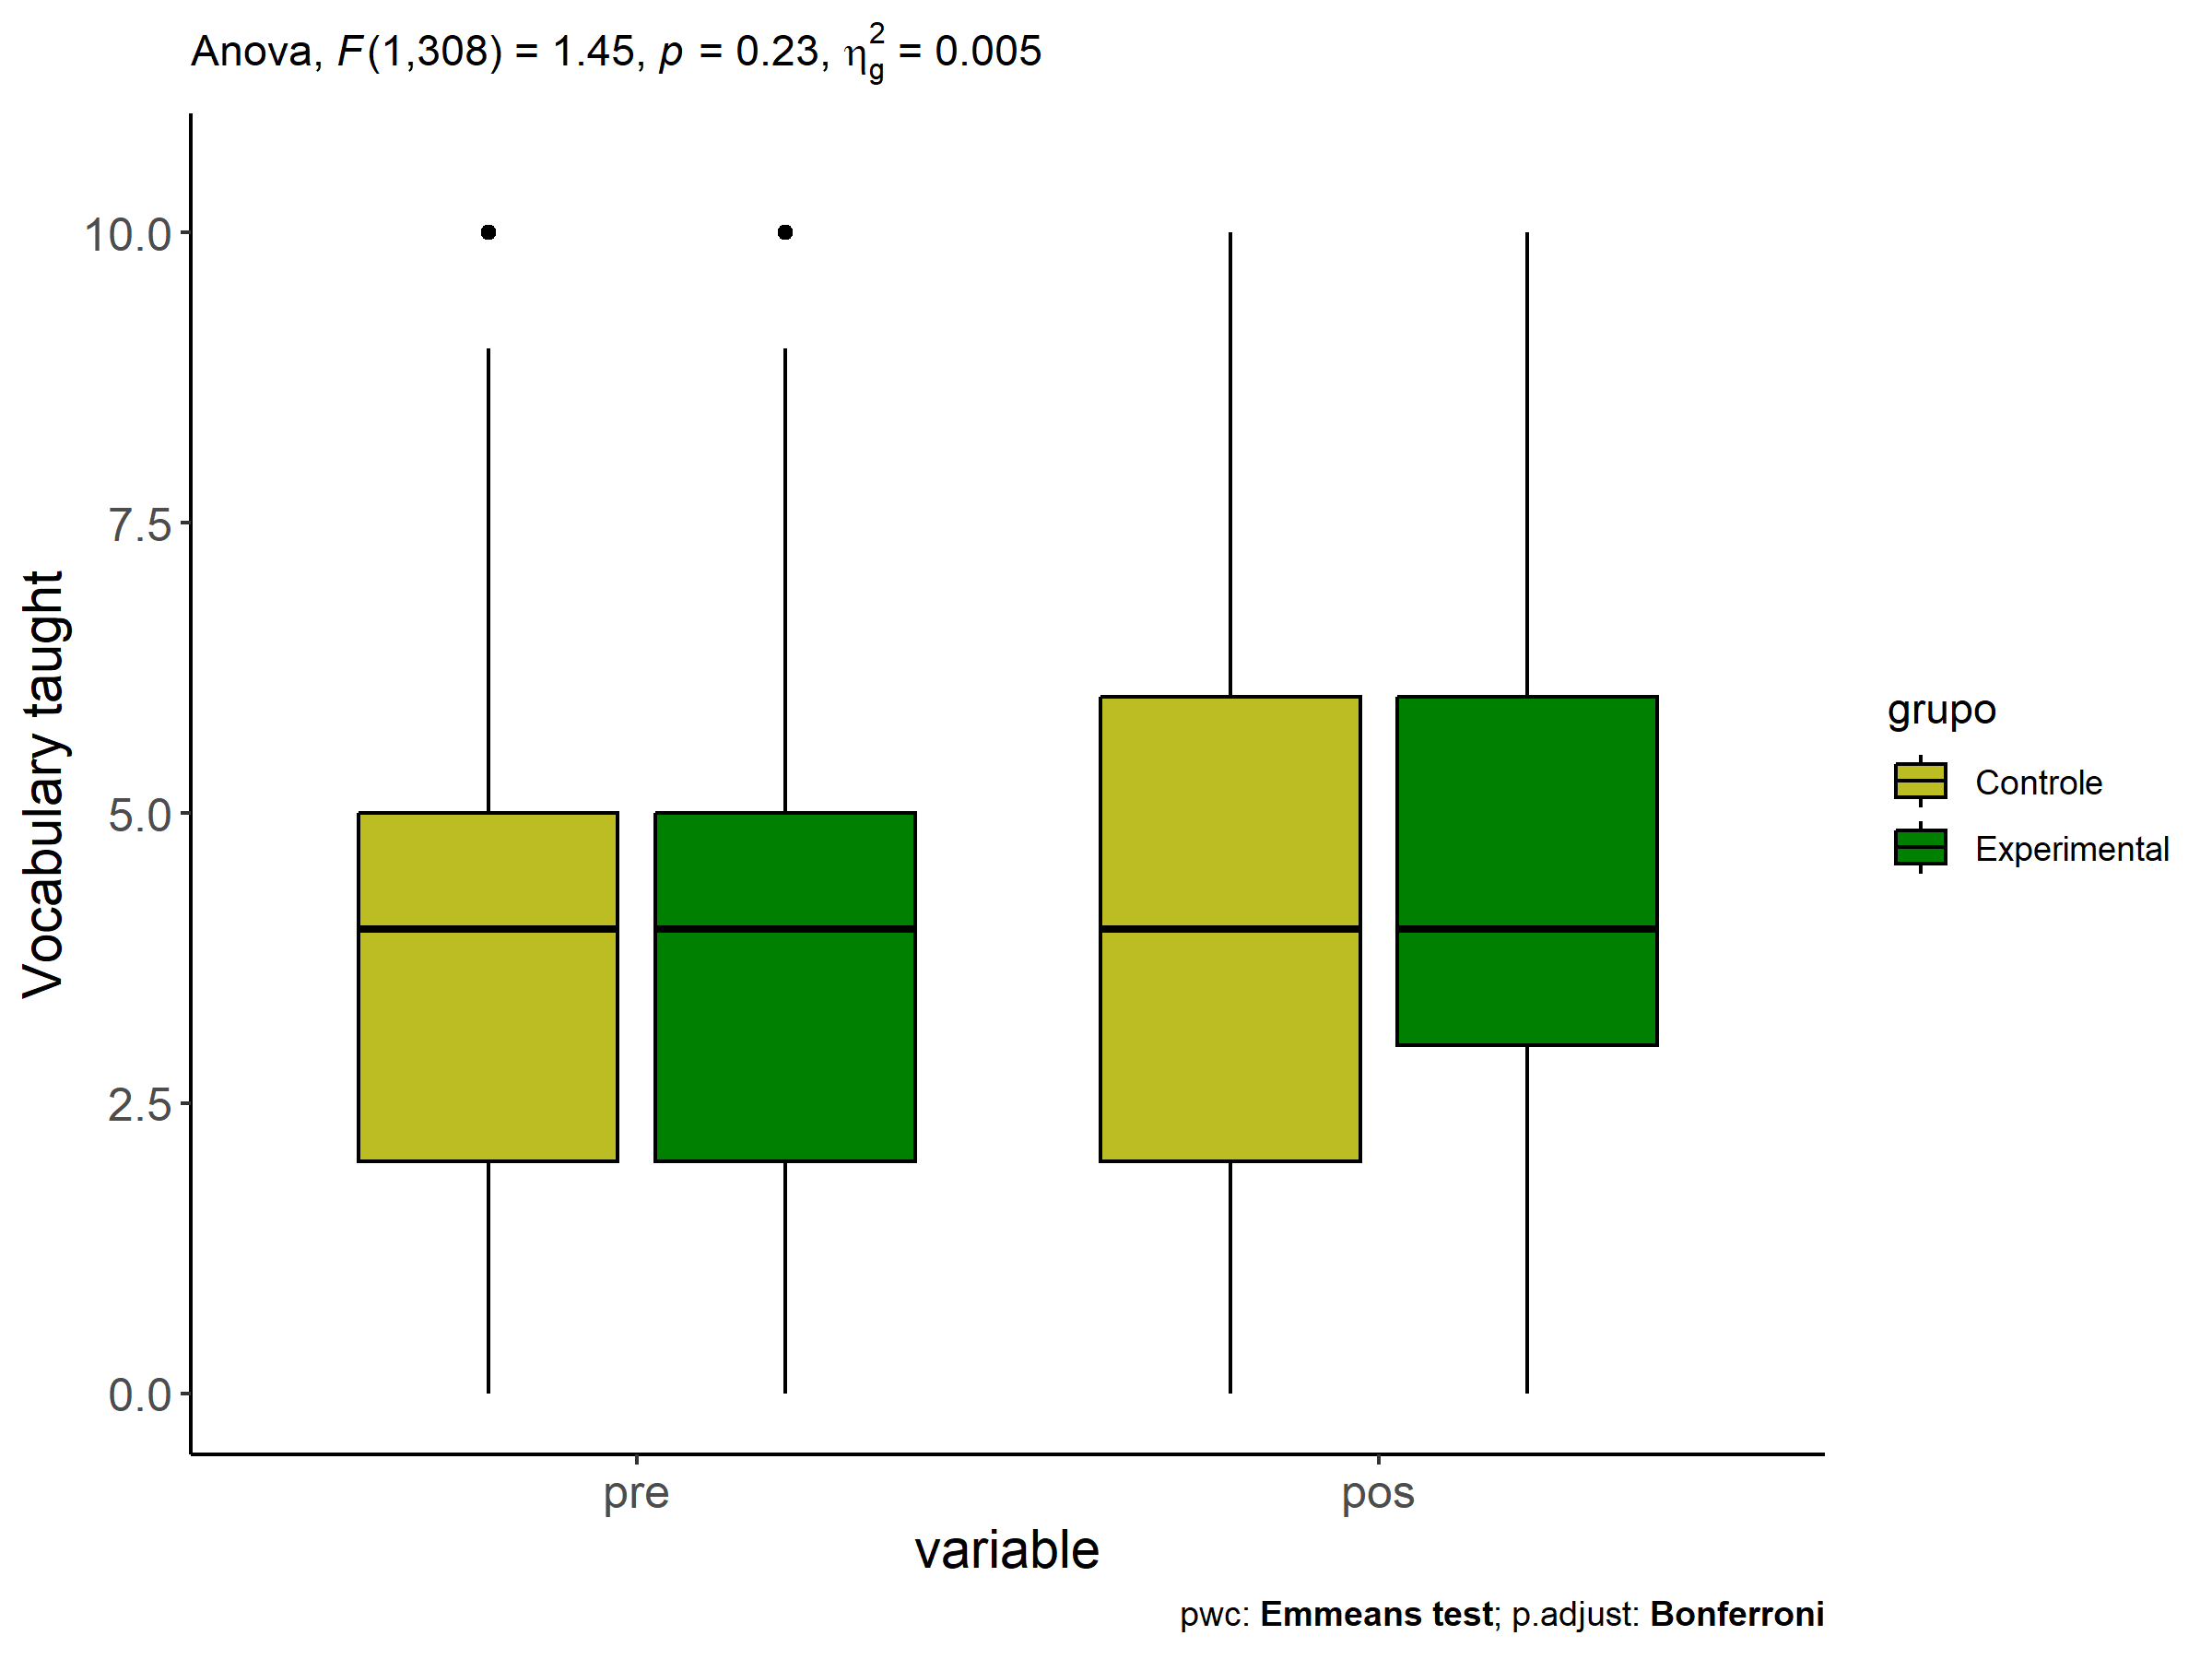 Anova, F(1,308) = 1.45, p = 0.23, η²g = 0.005
10.0
7.5
5.0
2.5
0.0
Vocabulary taught
pre
pos
variable
grupo
Controle
Experimental
pwc: Emmeans test; p.adjust: Bonferroni